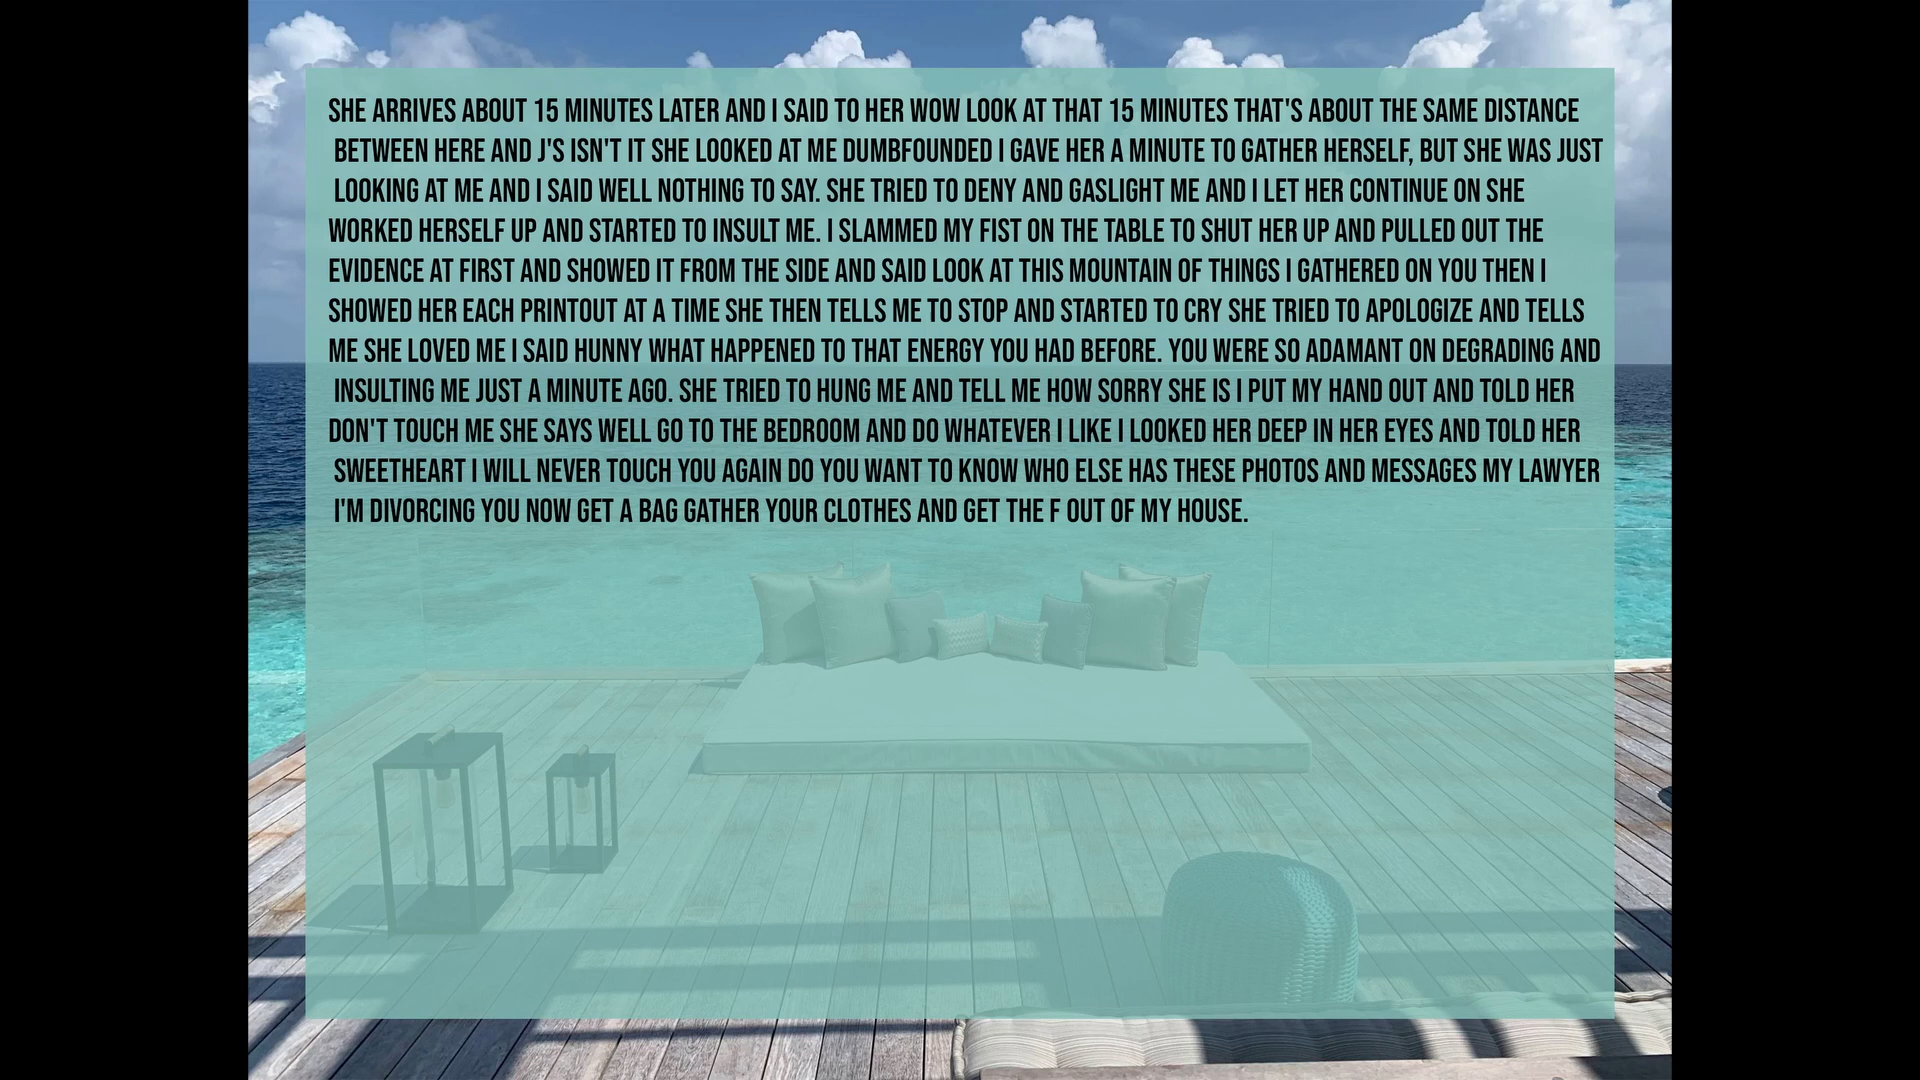 SHE ARRIVES ABOUT 15 MINUTES LATER AND I SAID TO HER WOW LOOK AT THAT 15 MINUTES THAT'S ABOUT THE SAME DISTANCE
BETWEEN HERE AND J'S ISN'T IT SHE LOOKED AT ME DUMBFOUNDED I GAVE HER A MINUTE TO GATHER HERSELF, BUT SHE WAS JUST
LOOKING AT ME AND I SAID WELL NOTHING TO SAY. SHE TRIED TO DENY AND GASLIGHT ME AND I LET HER CONTINUE ON SHE
WORKED HERSELF UP AND STARTED TO INSULT ME. I SLAMMED MY FIST ON THE TABLE TO SHUT HER UP AND PULLED OUT THE
EVIDENCE AT FIRST AND SHOWED IT FROM THE SIDE AND SAID LOOK AT THIS MOUNTAIN OF THINGS I GATHERED ON YOU THEN I
SHOWED HER EACH PRINTOUT AT A TIME SHE THEN TELLS ME TO STOP AND STARTED TO CRY SHE TRIED TO APOLOGIZE AND TELLS
ME SHE LOVED ME I SAID HUNNY WHAT HAPPENED TO THAT ENERGY YOU HAD BEFORE. YOU WERE SO ADAMANT ON DEGRADING AND
INSULTING ME JUST A MINUTE AGO. SHE TRIED TO HUNG ME AND TELL ME HOW SORRY SHE IS I PUT MY HAND OUT AND TOLD HER
DON'T TOUCH ME SHE SAYS WELL GO TO THE BEDROOM AND DO WHATEVER I LIKE I LOOKED HER DEEP IN HER EYES AND TOLD HER
SWEETHEART I WILL NEVER TOUCH YOU AGAIN DO YOU WANT TO KNOW WHO ELSE HAS THESE PHOTOS AND MESSAGES MY LAWYER
I'M DIVORCING YOU NOW GET A BAG GATHER YOUR CLOTHES AND GET THE F OUT OF MY HOUSE.